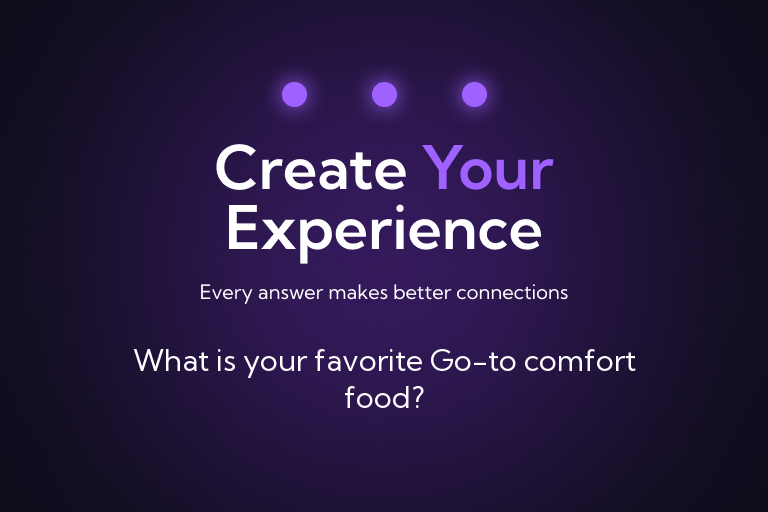 Create Your
Experience
Every answer makes better connections
What is your favorite Go-to comfort
food?